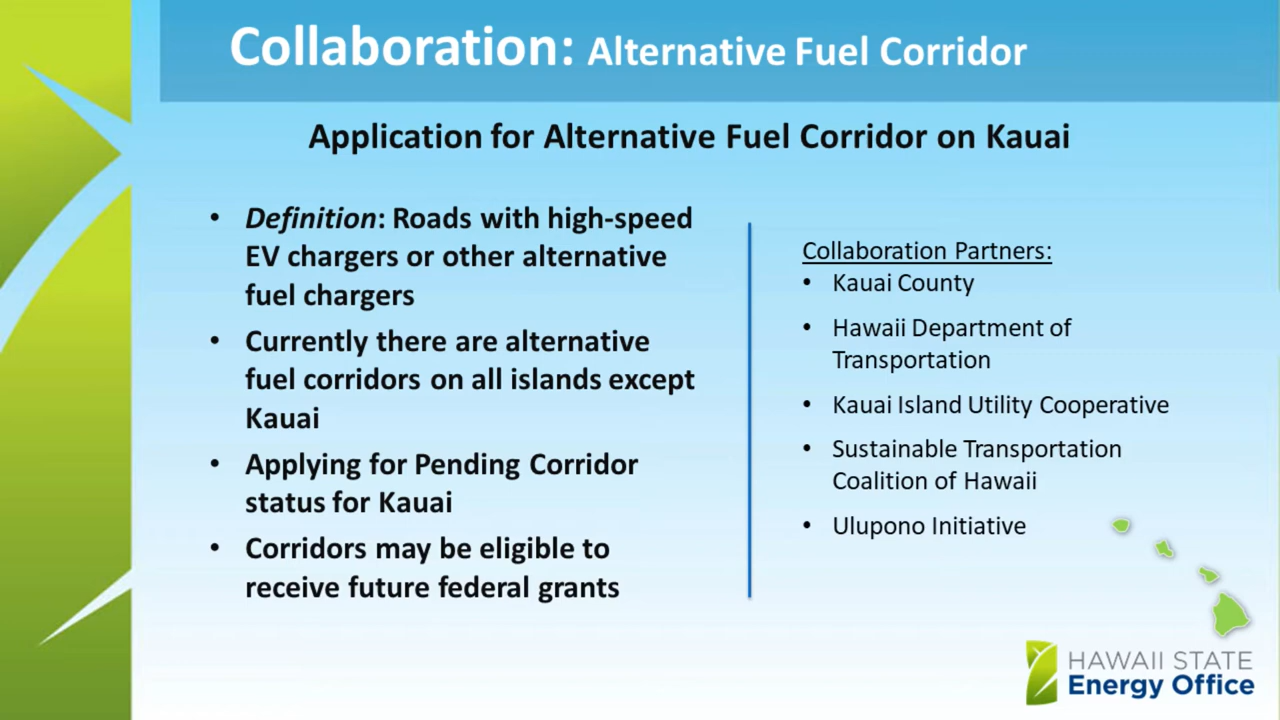 Collaboration: Alternative Fuel Corridor
Application for Alternative Fuel Corridor on Kauai
• Definition: Roads with high-speed
EV chargers or other alternative
fuel chargers
• Currently there are alternative
fuel corridors on all islands except
Kauai
• Applying for Pending Corridor
status for Kauai
• Corridors may be eligible to
receive future federal grants
Collaboration Partners:
• Kauai County
• Hawaii Department of
Transportation
• Kauai Island Utility Cooperative
• Sustainable Transportation
Coalition of Hawaii
• Ulupono Initiative
HAWAII STATE
Energy Office